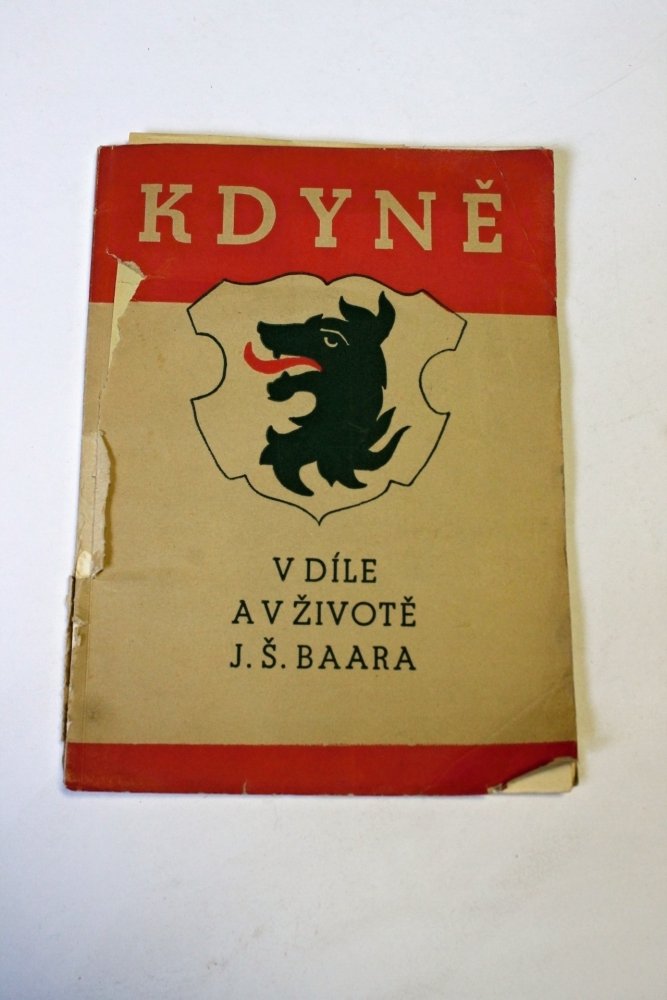 KDYNĚ
V DÍLE
A V ŽIVOTĚ
J. Š. BAARA